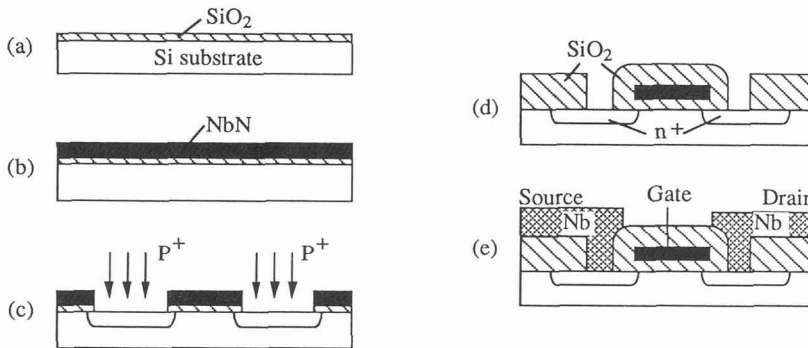 (a)
SiO₂
Si substrate
(b)
NbN
(c)
P⁺
P⁺
(d)
SiO₂
n+
(e)
Source
Gate
Drain
Nb
Nb